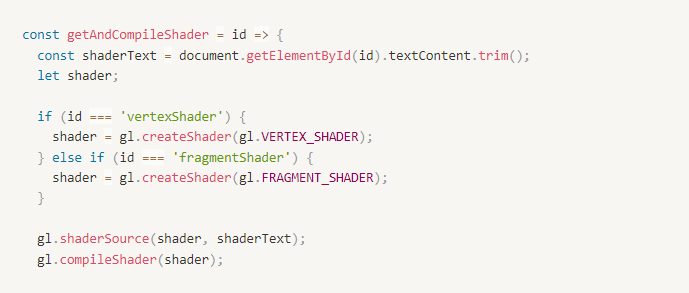 const getAndCompileShader = id => {
  const shaderText = document.getElementById(id).textContent.trim();
  let shader;

  if (id === 'vertexShader') {
    shader = gl.createShader(gl.VERTEX_SHADER);
  } else if (id === 'fragmentShader') {
    shader = gl.createShader(gl.FRAGMENT_SHADER);
  }

  gl.shaderSource(shader, shaderText);
  gl.compileShader(shader);